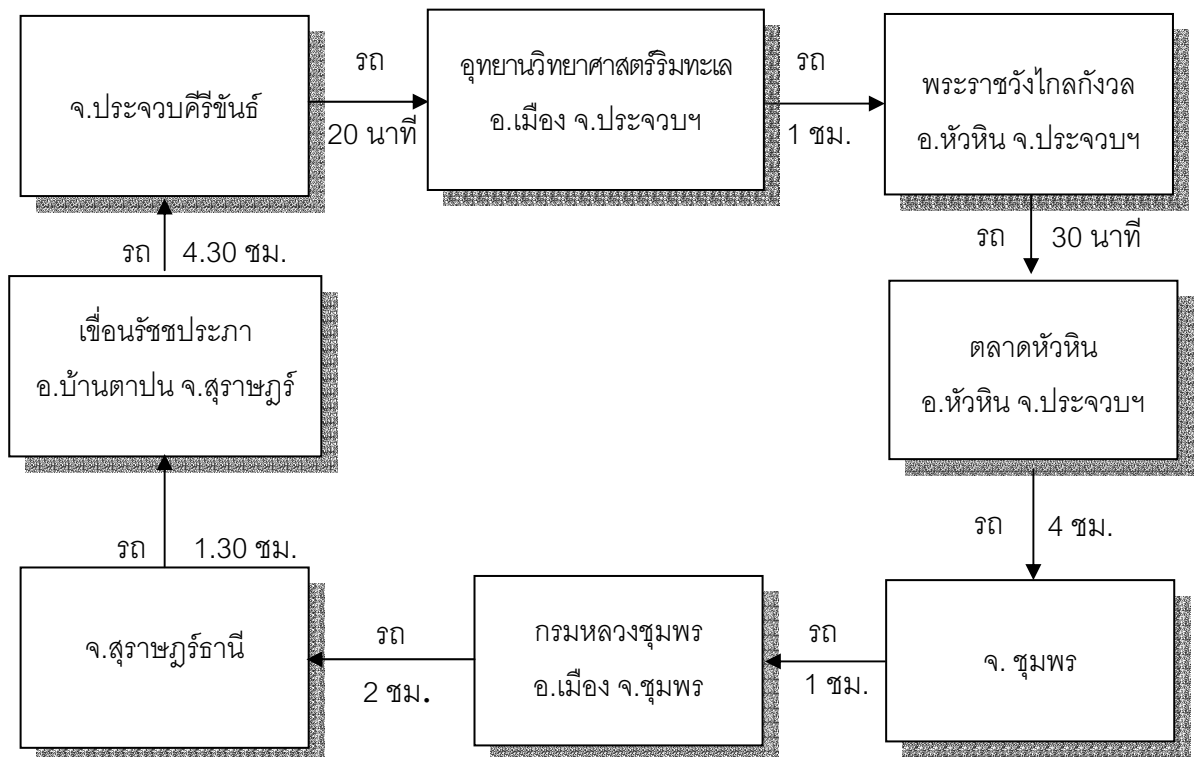 จ.ประจวบคีรีขันธ์
รถ
20 นาที
อุทยานวิทยาศาสตร์ริมทะเล
อ.เมือง จ.ประจวบฯ
รถ
1 ชม.
พระราชวังไกลกังวล
อ.หัวหิน จ.ประจวบฯ
รถ 30 นาที
ตลาดหัวหิน
อ.หัวหิน จ.ประจวบฯ
รถ 4 ชม.
จ. ชุมพร
รถ
1 ชม.
กรมหลวงชุมพร
อ.เมือง จ.ชุมพร
รถ
2 ชม.
จ.สุราษฎร์ธานี
รถ 1.30 ชม.
เขื่อนรัชชประภา
อ.บ้านตาปน จ.สุราษฎร์
รถ 4.30 ชม.